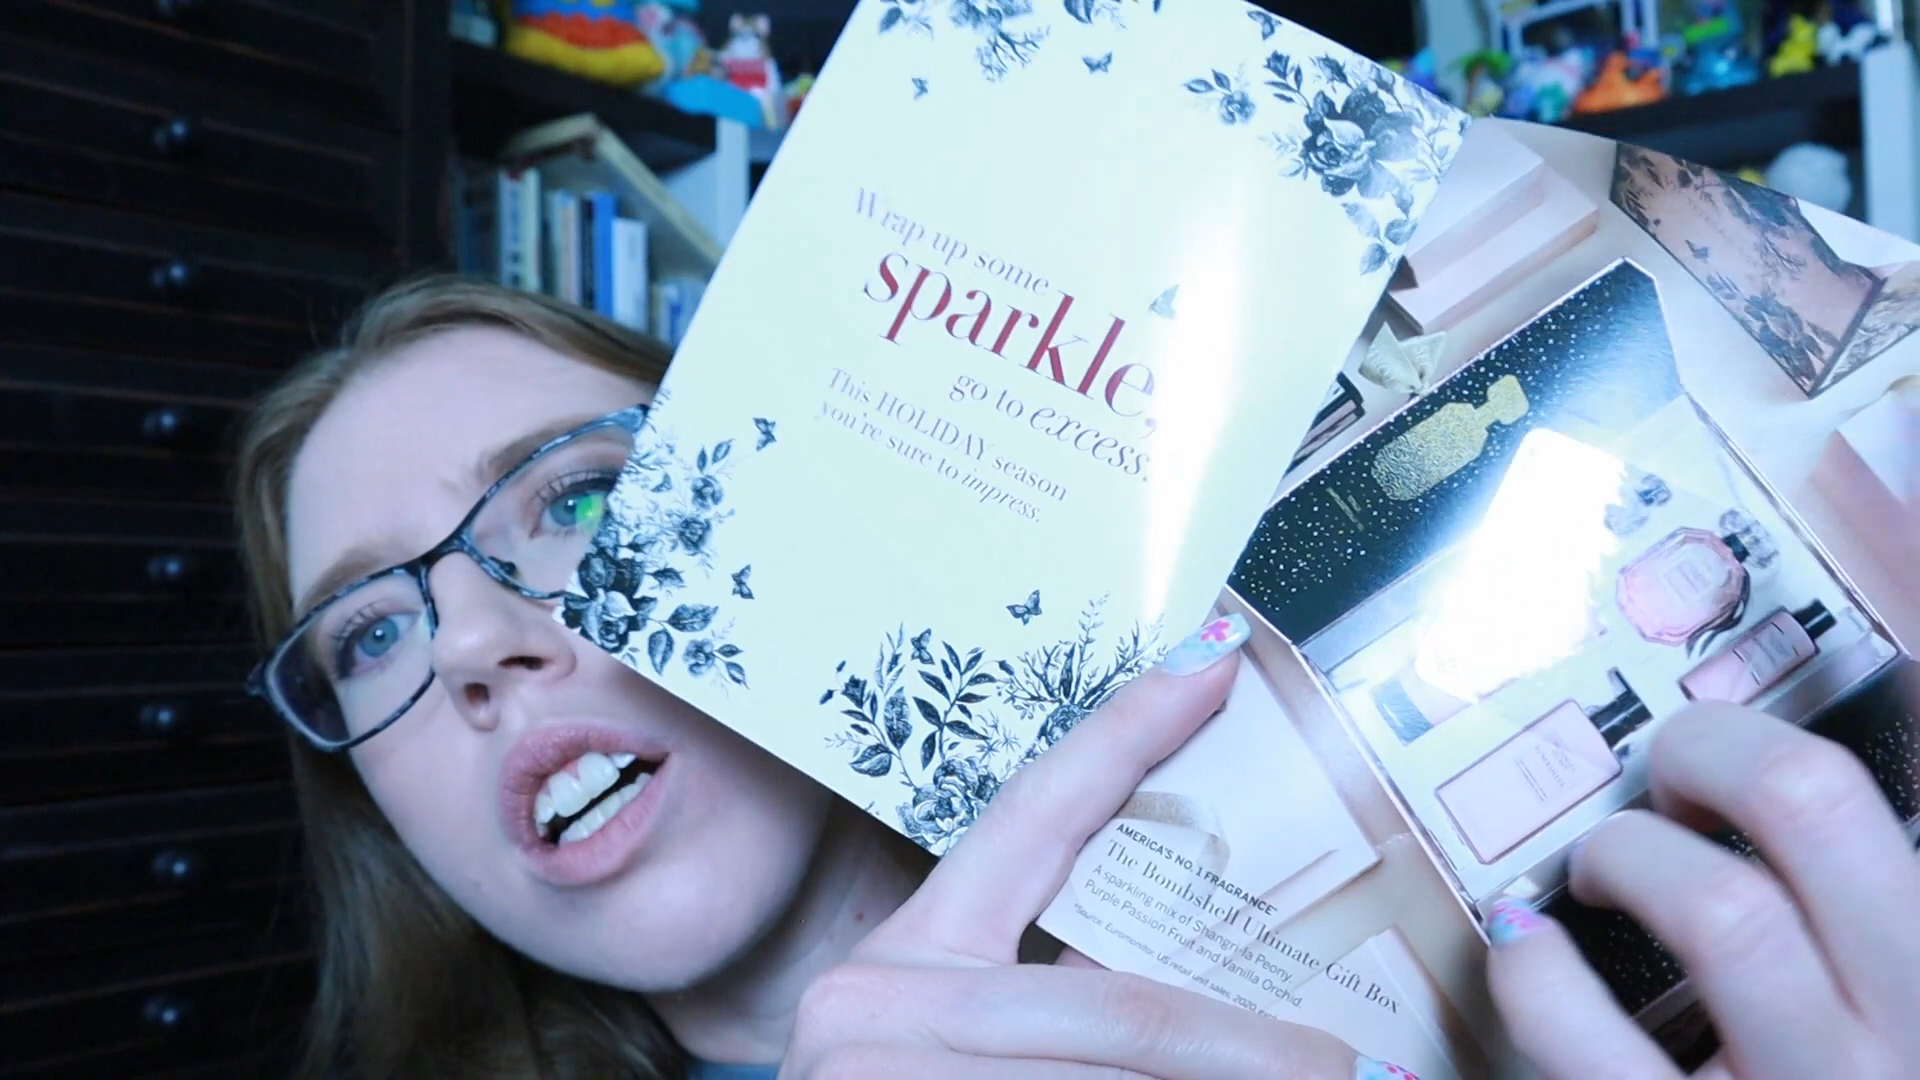 Wrap up some
sparkle,
go to excess.
This HOLIDAY season
you're sure to impress.
AMERICA'S NO. 1 FRAGRANCE*
The Bombshell Ultimate Gift Box
A sparkling mix of Shangri-la Peony,
Purple Passion Fruit and Vanilla Orchid
*Source: Euromonitor, US retail unit sales, 2020,